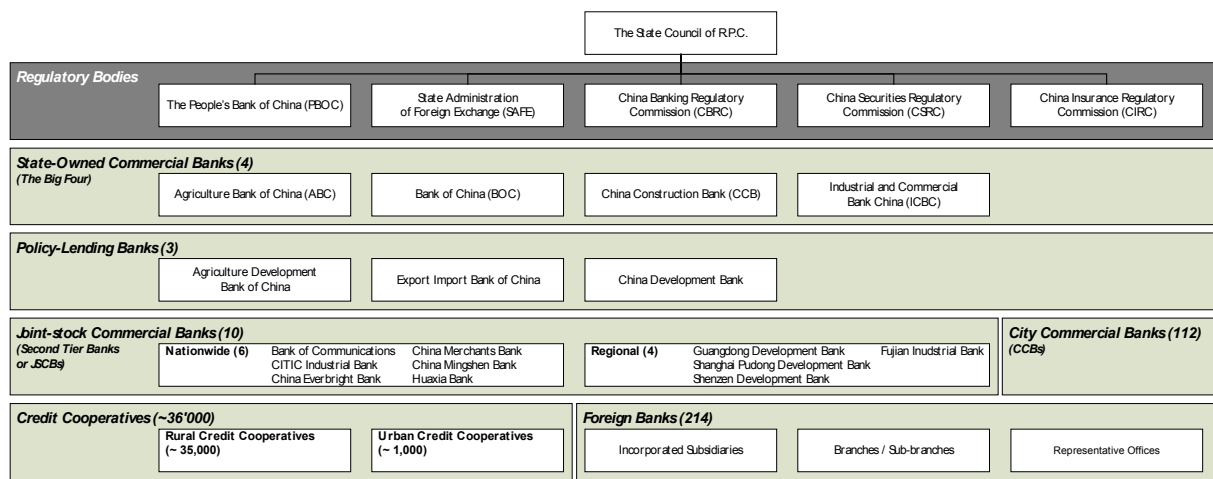 The State Council of R.P.C.
Regulatory Bodies
The People's Bank of China (PBOC)
State Administration
of Foreign Exchange (SAFE)
China Banking Regulatory
Commission (CBRC)
China Securities Regulatory
Commission (CSRC)
China Insurance Regulatory
Commission (CIRC)
State-Owned Commercial Banks (4)
(The Big Four)
Agriculture Bank of China (ABC)
Bank of China (BOC)
China Construction Bank (CCB)
Industrial and Commercial
Bank China (ICBC)
Policy-Lending Banks (3)
Agriculture Development
Bank of China
Export Import Bank of China
China Development Bank
Joint-stock Commercial Banks (10)
(Second Tier Banks
or JSCBs)
Nationwide (6)
Bank of Communications
CITIC Industrial Bank
China Everbright Bank
China Merchants Bank
China Mingshen Bank
Huaxia Bank
Regional (4)
Guangdong Development Bank
Shanghai Pudong Development Bank
Shenzen Development Bank
Fujian Inudstrial Bank
City Commercial Banks (112)
(CCBs)
Credit Cooperatives (~36'000)
Rural Credit Cooperatives
(~ 35,000)
Urban Credit Cooperatives
(~ 1,000)
Foreign Banks (214)
Incorporated Subsidiaries
Branches / Sub-branches
Representative Offices